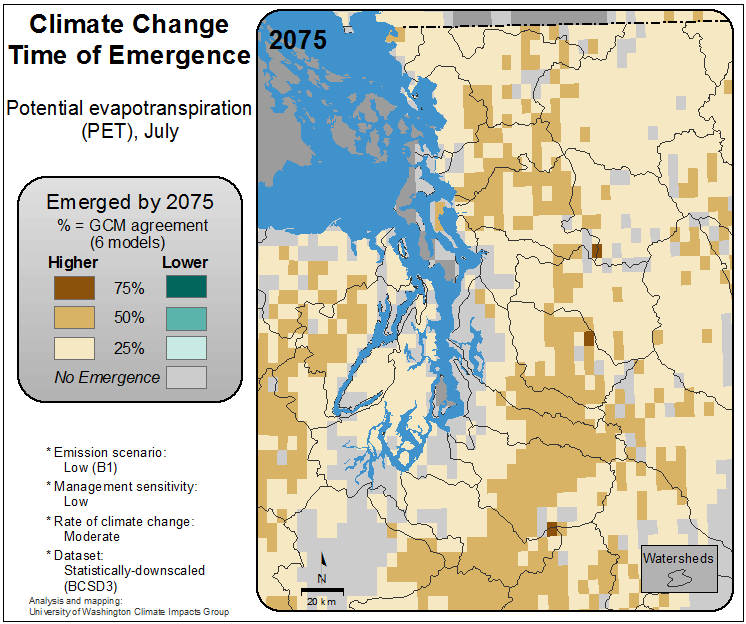 Climate Change
Time of Emergence
Potential evapotranspiration
(PET), July
Emerged by 2075
% = GCM agreement
(6 models)
Higher Lower
75%
50%
25%
No Emergence
* Emission scenario:
Low (B1)
* Management sensitivity:
Low
* Rate of climate change:
Moderate
* Dataset:
Statistically-downscaled
(BCSD3)
Analysis and mapping:
University of Washington Climate Impacts Group
2075
N
20 km
Watersheds